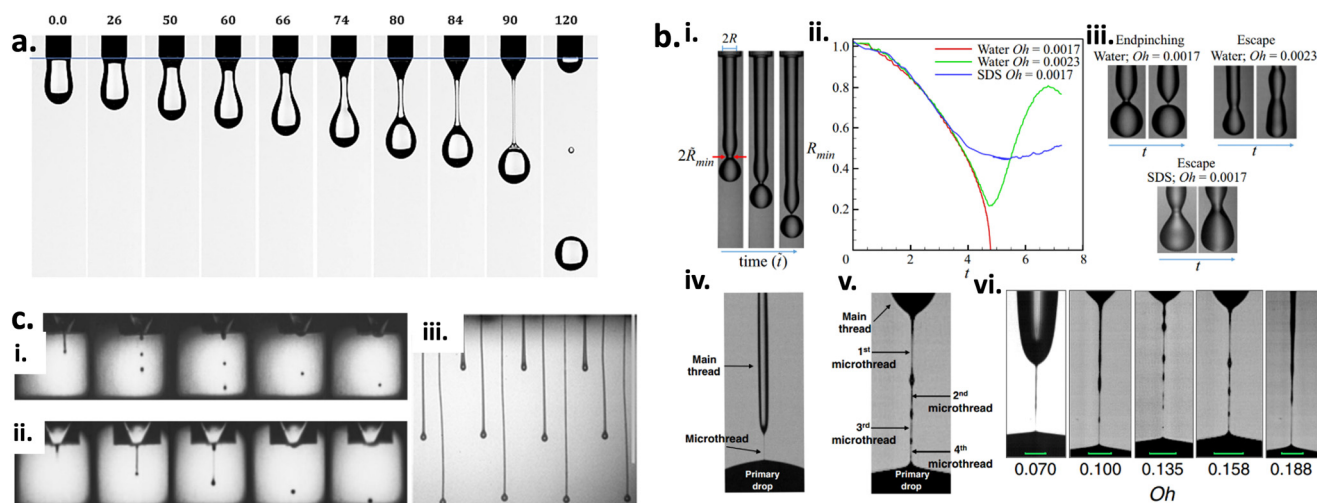 a.
0.0 26 50 60 66 74 80 84 90 120
b.
i.
2R
2R̃min
time (t̃)
ii.
Water Oh = 0.0017
Water Oh = 0.0023
SDS Oh = 0.0017
Rmin
1.0
0.8
0.6
0.4
0.2
0.0
0 2 4 6 8
t
iii.
Endpinching
Water; Oh = 0.0017
t
Escape
Water; Oh = 0.0023
t
Escape
SDS; Oh = 0.0017
t
c.
i.
ii.
iii.
iv.
Main
thread
Microthread
Primary
drop
v.
Main
thread
1st
microthread
2nd
microthread
3rd
microthread
4th
microthread
Primary
drop
vi.
0.070 0.100 0.135 0.158 0.188
Oh